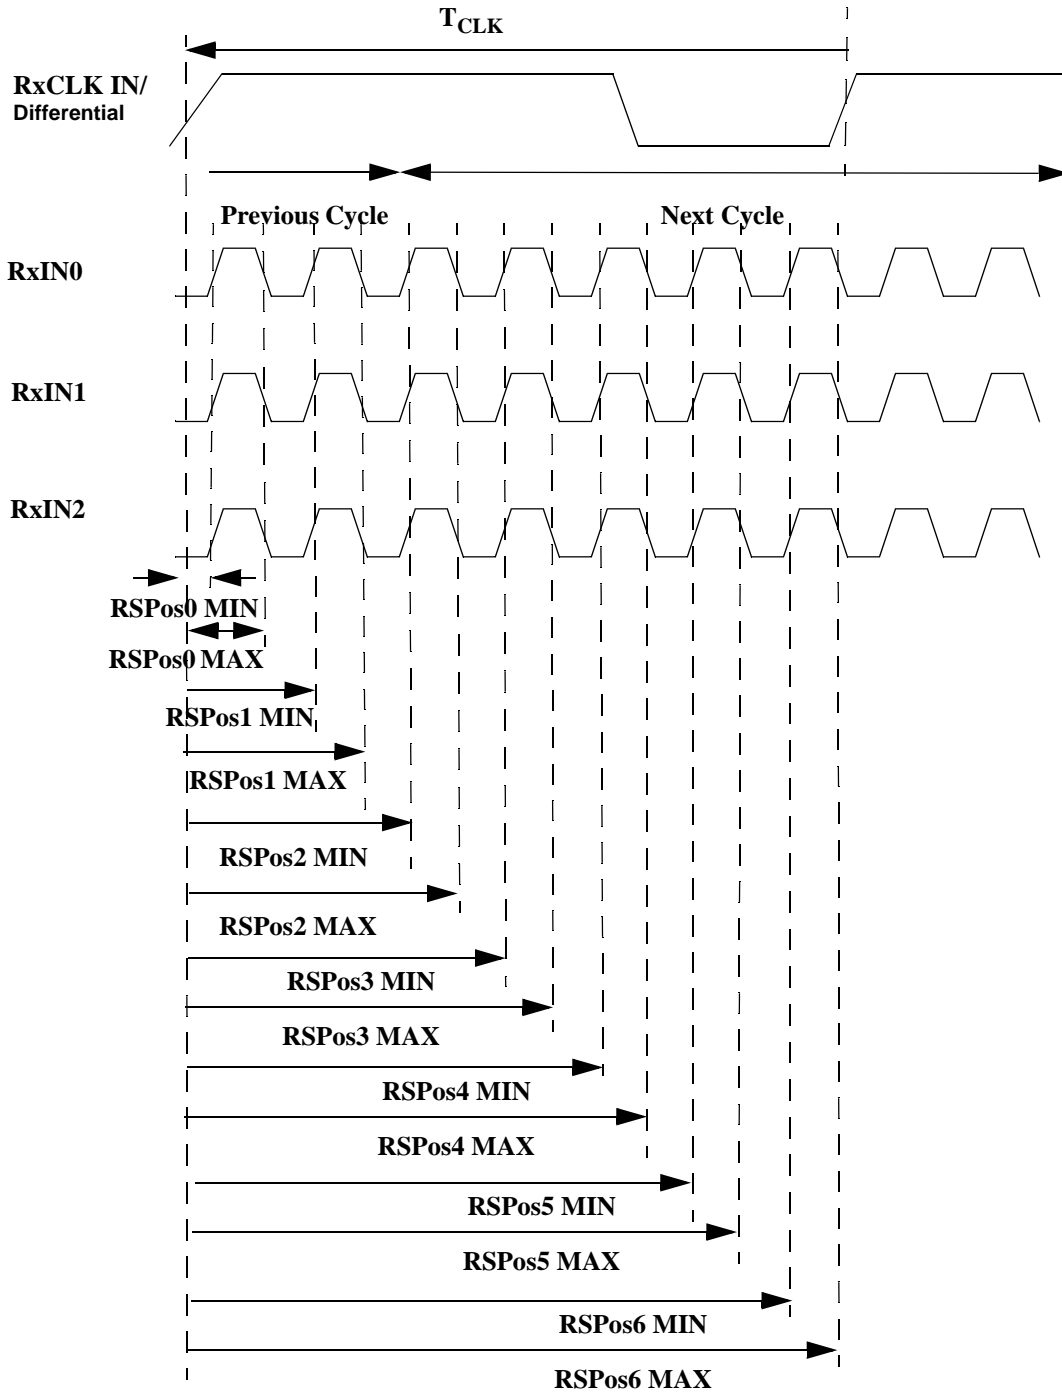 TCLK
RxCLK IN/
Differential
Previous Cycle
Next Cycle
RxIN0
RxIN1
RxIN2
RSPos0 MIN
RSPos0 MAX
RSPos1 MIN
RSPos1 MAX
RSPos2 MIN
RSPos2 MAX
RSPos3 MIN
RSPos3 MAX
RSPos4 MIN
RSPos4 MAX
RSPos5 MIN
RSPos5 MAX
RSPos6 MIN
RSPos6 MAX